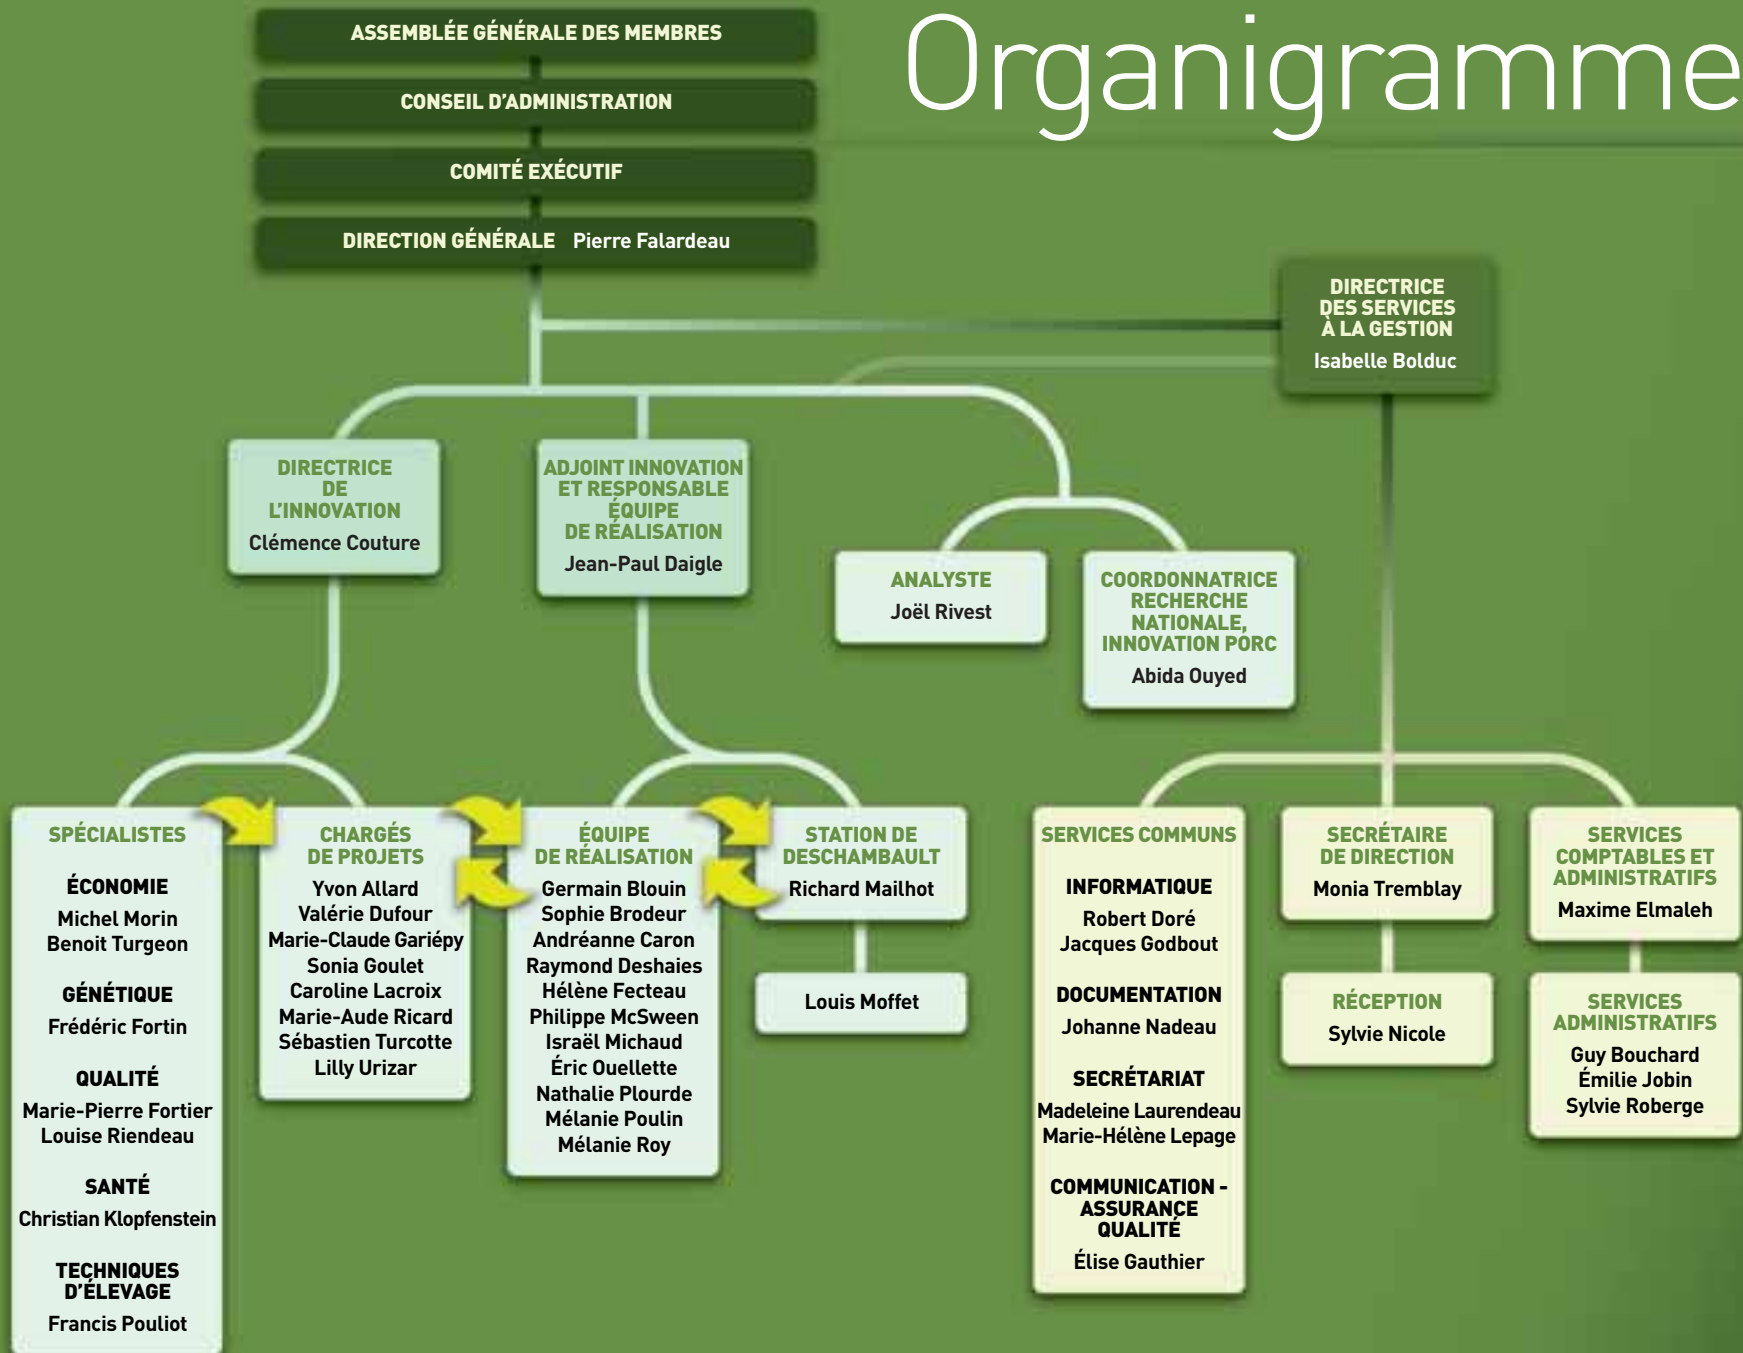 Organigramme
ASSEMBLÉE GÉNÉRALE DES MEMBRES
CONSEIL D'ADMINISTRATION
COMITÉ EXÉCUTIF
DIRECTION GÉNÉRALE Pierre Falardeau
DIRECTRICE
DES SERVICES
À LA GESTION
Isabelle Bolduc
DIRECTRICE
DE
L'INNOVATION
Clémence Couture
ADJOINT INNOVATION
ET RESPONSABLE
ÉQUIPE
DE RÉALISATION
Jean-Paul Daigle
ANALYSTE
Joël Rivest
COORDONNATRICE
RECHERCHE
NATIONALE,
INNOVATION PORC
Abida Ouyed
SPÉCIALISTES
ÉCONOMIE
Michel Morin
Benoit Turgeon
GÉNÉTIQUE
Frédéric Fortin
QUALITÉ
Marie-Pierre Fortier
Louise Riendeau
SANTÉ
Christian Klopfenstein
TECHNIQUES
D'ÉLEVAGE
Francis Pouliot
CHARGÉS
DE PROJETS
Yvon Allard
Valérie Dufour
Marie-Claude Gariépy
Sonia Goulet
Caroline Lacroix
Marie-Aude Ricard
Sébastien Turcotte
Lilly Urizar
ÉQUIPE
DE RÉALISATION
Germain Blouin
Sophie Brodeur
Andréanne Caron
Raymond Deshaies
Hélène Fecteau
Philippe McSween
Israël Michaud
Éric Ouellette
Nathalie Plourde
Mélanie Poulin
Mélanie Roy
STATION DE
DESCHAMBAULT
Richard Mailhot
Louis Moffet
SERVICES COMMUNS
INFORMATIQUE
Robert Doré
Jacques Godbout
DOCUMENTATION
Johanne Nadeau
SECRÉTARIAT
Madeleine Laurendeau
Marie-Hélène Lepage
COMMUNICATION -
ASSURANCE
QUALITÉ
Élise Gauthier
SECRÉTAIRE
DE DIRECTION
Monia Tremblay
RÉCEPTION
Sylvie Nicole
SERVICES
COMPTABLES ET
ADMINISTRATIFS
Maxime Elmaleh
SERVICES
ADMINISTRATIFS
Guy Bouchard
Émilie Jobin
Sylvie Roberge